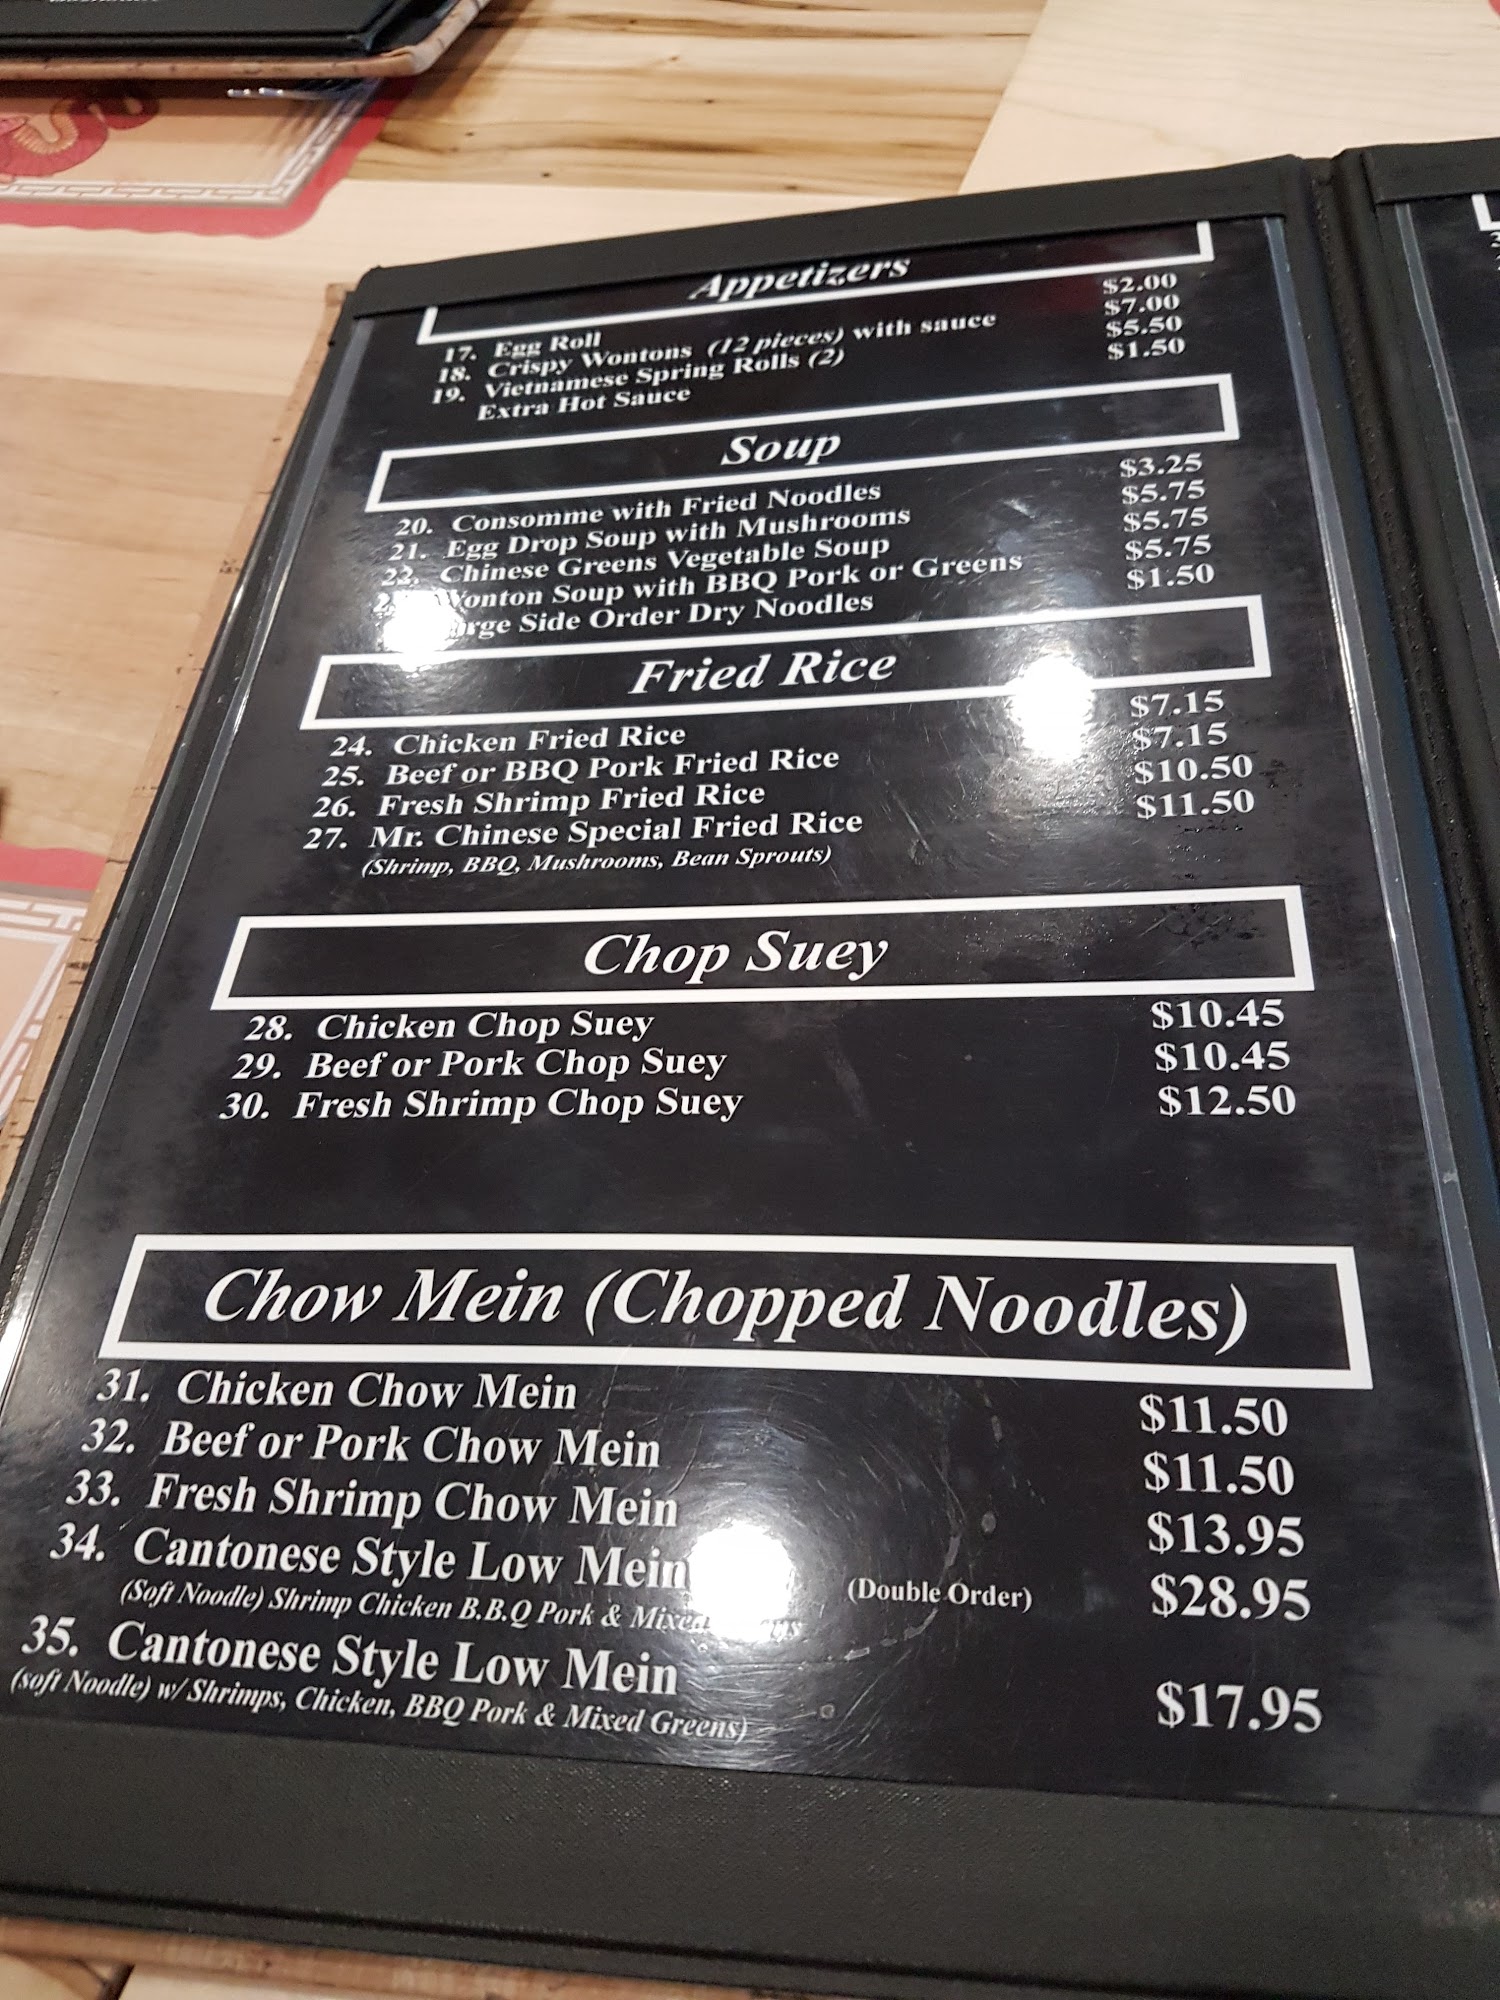 Appetizers
17. Egg Roll $2.00
18. Crispy Wontons (12 pieces) with sauce $7.00
19. Vietnamese Spring Rolls (2) $5.50
Extra Hot Sauce $1.50
Soup
20. Consomme with Fried Noodles $3.25
21. Egg Drop Soup with Mushrooms $5.75
22. Chinese Greens Vegetable Soup $5.75
Wonton Soup with BBQ Pork or Greens $5.75
Large Side Order Dry Noodles $1.50
Fried Rice
24. Chicken Fried Rice $7.15
25. Beef or BBQ Pork Fried Rice $7.15
26. Fresh Shrimp Fried Rice $10.50
27. Mr. Chinese Special Fried Rice $11.50
(Shrimp, BBQ, Mushrooms, Bean Sprouts)
Chop Suey
28. Chicken Chop Suey $10.45
29. Beef or Pork Chop Suey $10.45
30. Fresh Shrimp Chop Suey $12.50
Chow Mein (Chopped Noodles)
31. Chicken Chow Mein $11.50
32. Beef or Pork Chow Mein $11.50
33. Fresh Shrimp Chow Mein $13.95
34. Cantonese Style Low Mein (Double Order) $28.95
(Soft Noodle) Shrimp Chicken B.B.Q Pork & Mixed
35. Cantonese Style Low Mein $17.95
(soft Noodle) w/ Shrimps, Chicken, BBQ Pork & Mixed Greens)